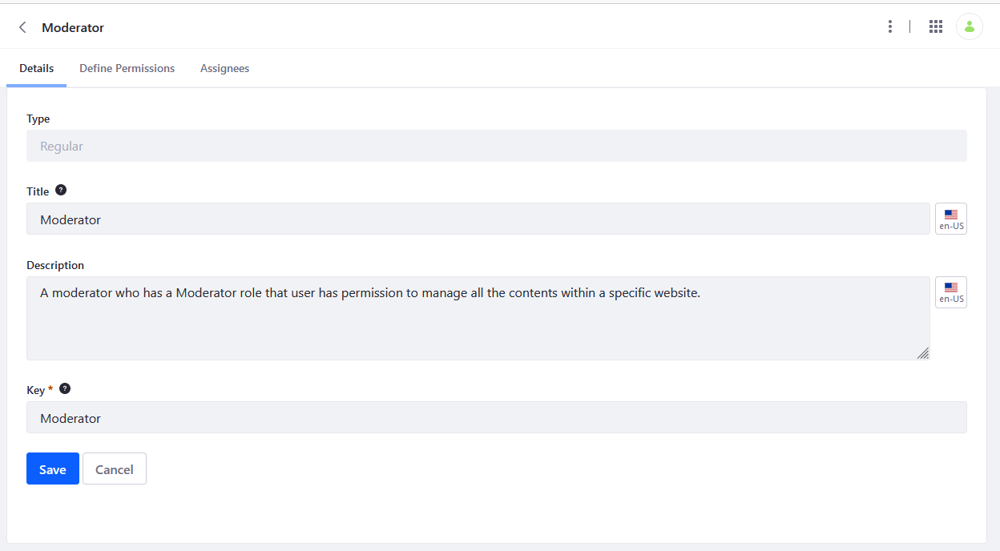 Moderator
Details Define Permissions Assignees
Type
Regular
Title ?
Moderator
en-US
Description
A moderator who has a Moderator role that user has permission to manage all the contents within a specific website.
en-US
Key * ?
Moderator
Save Cancel